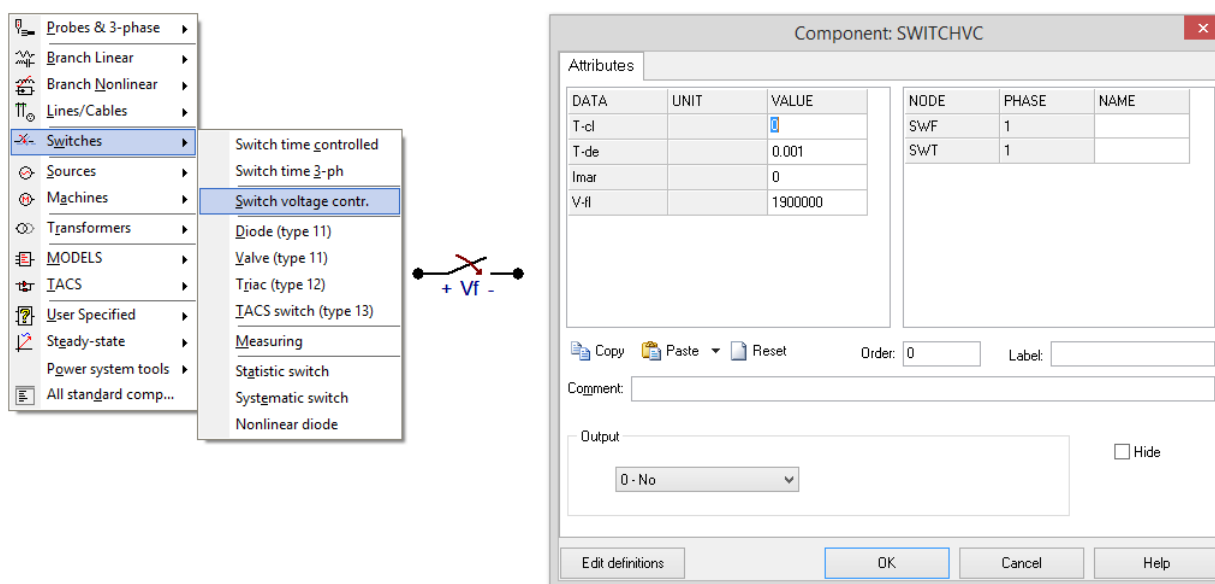 Probes & 3-phase
Branch Linear
Branch Nonlinear
Lines/Cables
Switches
Sources
Machines
Transformers
MODELS
TACS
User Specified
Steady-state
Power system tools
All standard comp...
Switch time controlled
Switch time 3-ph
Switch voltage contr.
Diode (type 11)
Valve (type 11)
Triac (type 12)
TACS switch (type 13)
Measuring
Statistic switch
Systematic switch
Nonlinear diode
+ Vf -
Component: SWITCHVC
Attributes
DATA UNIT VALUE
T-cl 0
T-de 0.001
Imar 0
V-fl 1900000
NODE PHASE NAME
SWF 1
SWT 1
Copy Paste Reset Order: 0 Label:
Comment:
Output
0 - No
Hide
Edit definitions OK Cancel Help